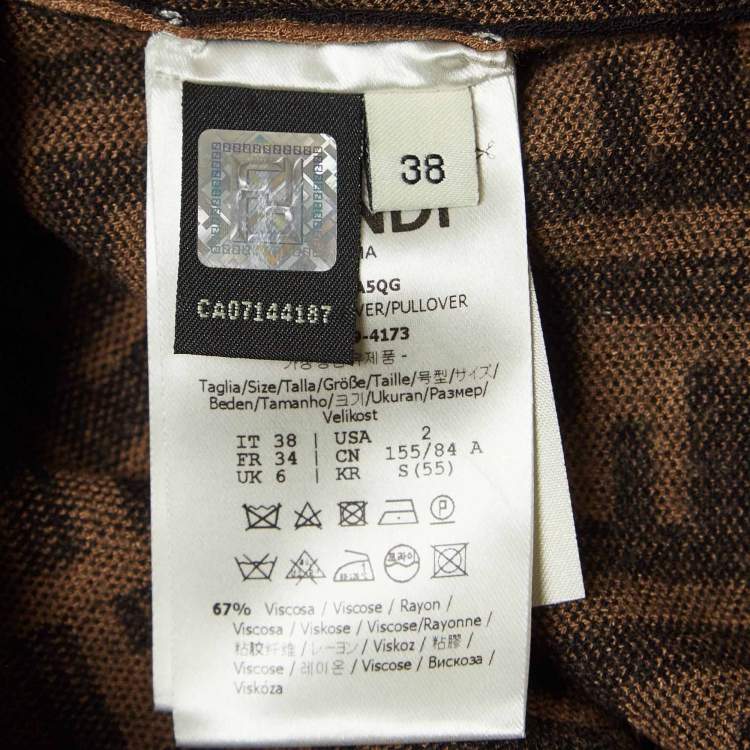 38
CA07144187
NDI
MA
A5QG
VER/PULLOVER
-4173
Taglia/Size/Talla/Größe/Taille/号型/サイズ/
Beden/Tamanho/크기/Ukuran/Размер/
Velikost
IT 38 | USA 2
FR 34 | CN 155/84 A
UK 6 | KR S(55)
드라이
67% Viscosa / Viscose / Rayon /
Viscosa / Viskose / Viscose/Rayonne /
粘胶纤维 / レーヨン / Viskoz / 粘膠 /
Viscose / 레이온 / Viscose / Вискоза /
Viskóza